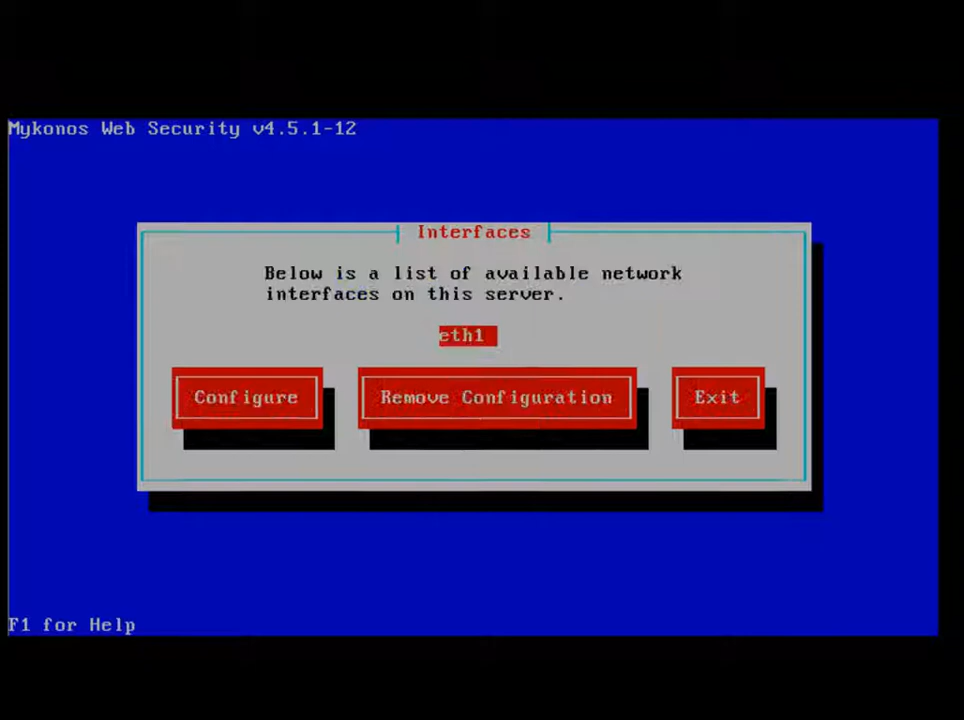 Mykonos Web Security v4.5.1-12
Interfaces
Below is a list of available network
interfaces on this server.
eth1
Configure Remove Configuration Exit
F1 for Help